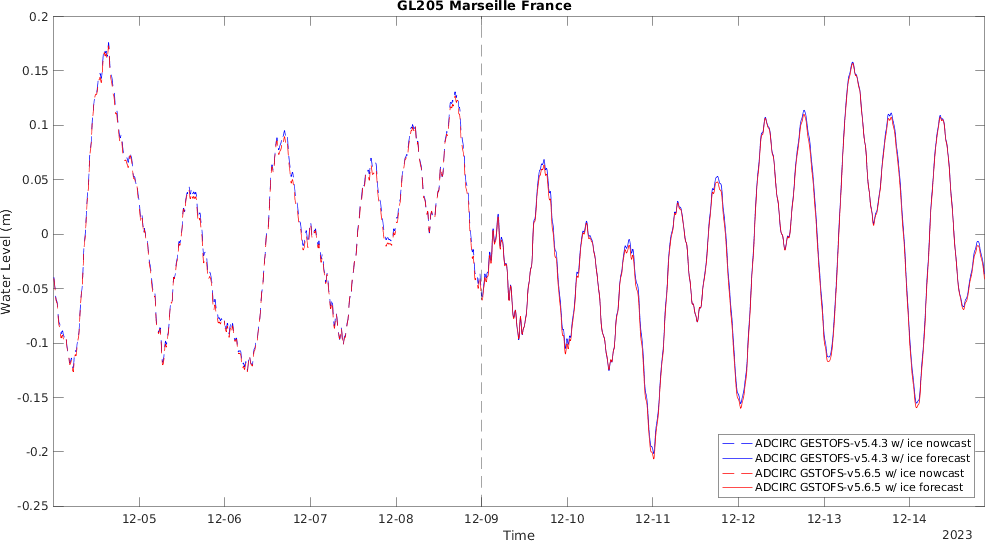 GL205 Marseille France
0.2
0.15
0.1
0.05
0
-0.05
-0.1
-0.15
-0.2
-0.25
Water Level (m)
ADCIRC GESTOFS-v5.4.3 w/ ice nowcast
ADCIRC GESTOFS-v5.4.3 w/ ice forecast
ADCIRC GSTOFS-v5.6.5 w/ ice nowcast
ADCIRC GSTOFS-v5.6.5 w/ ice forecast
12-05 12-06 12-07 12-08 12-09 12-10 12-11 12-12 12-13 12-14
Time
2023